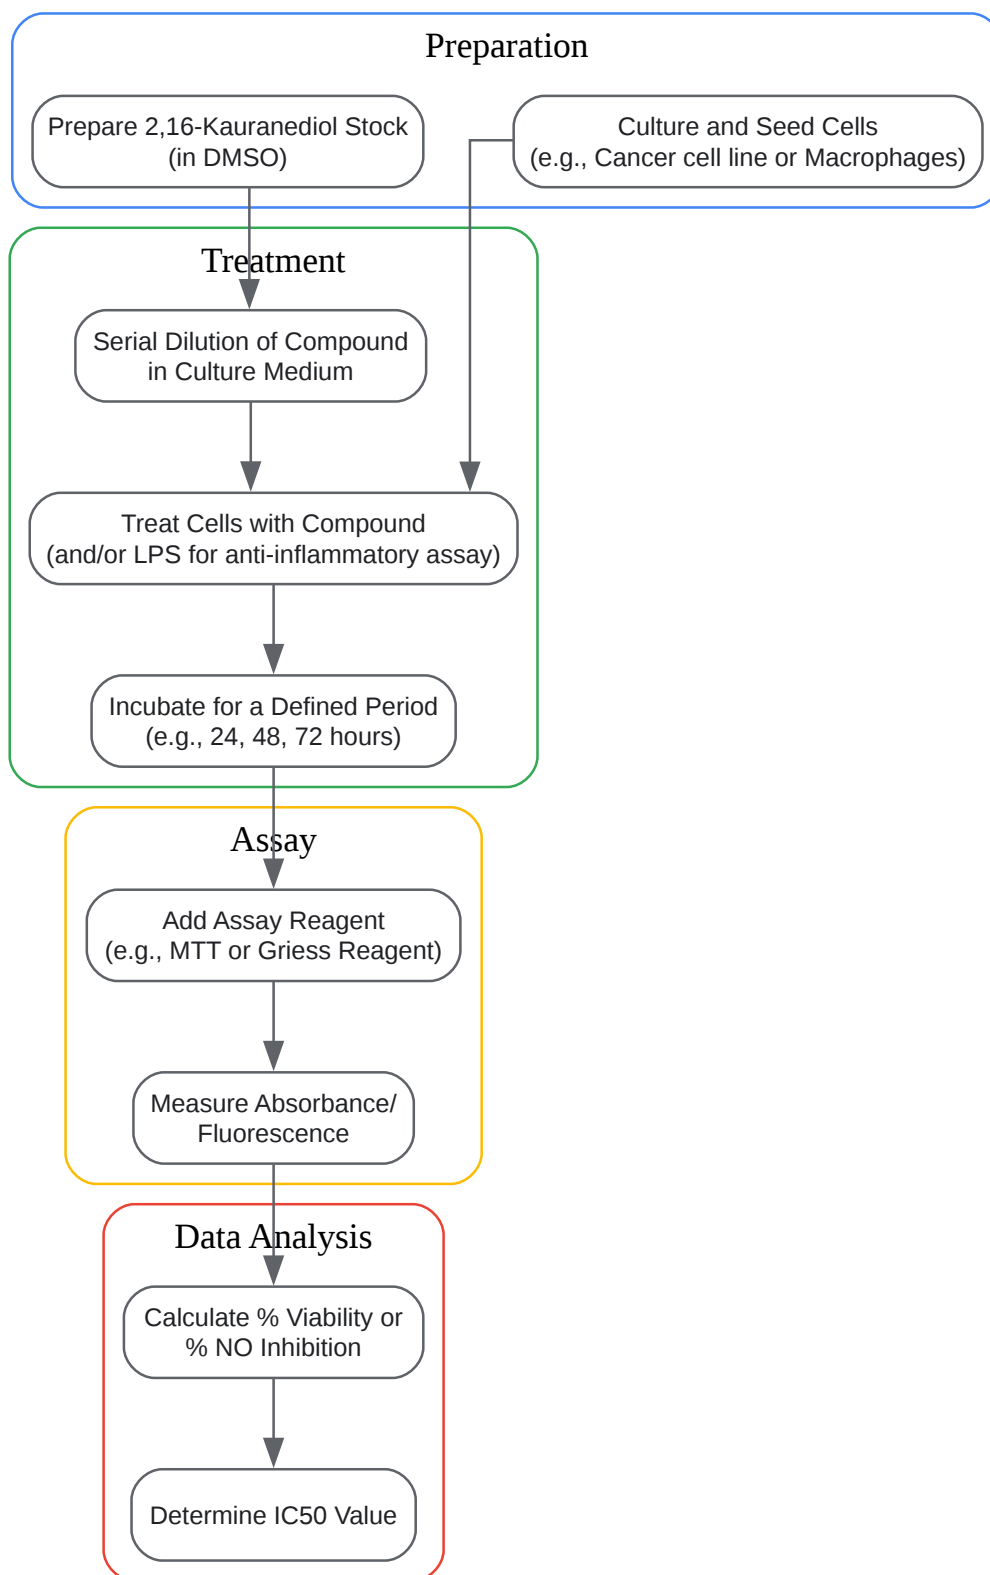 Preparation
Prepare 2,16-Kauranediol Stock
(in DMSO)
Culture and Seed Cells
(e.g., Cancer cell line or Macrophages)
Treatment
Serial Dilution of Compound
in Culture Medium
Treat Cells with Compound
(and/or LPS for anti-inflammatory assay)
Incubate for a Defined Period
(e.g., 24, 48, 72 hours)
Assay
Add Assay Reagent
(e.g., MTT or Griess Reagent)
Measure Absorbance/
Fluorescence
Data Analysis
Calculate % Viability or
% NO Inhibition
Determine IC50 Value